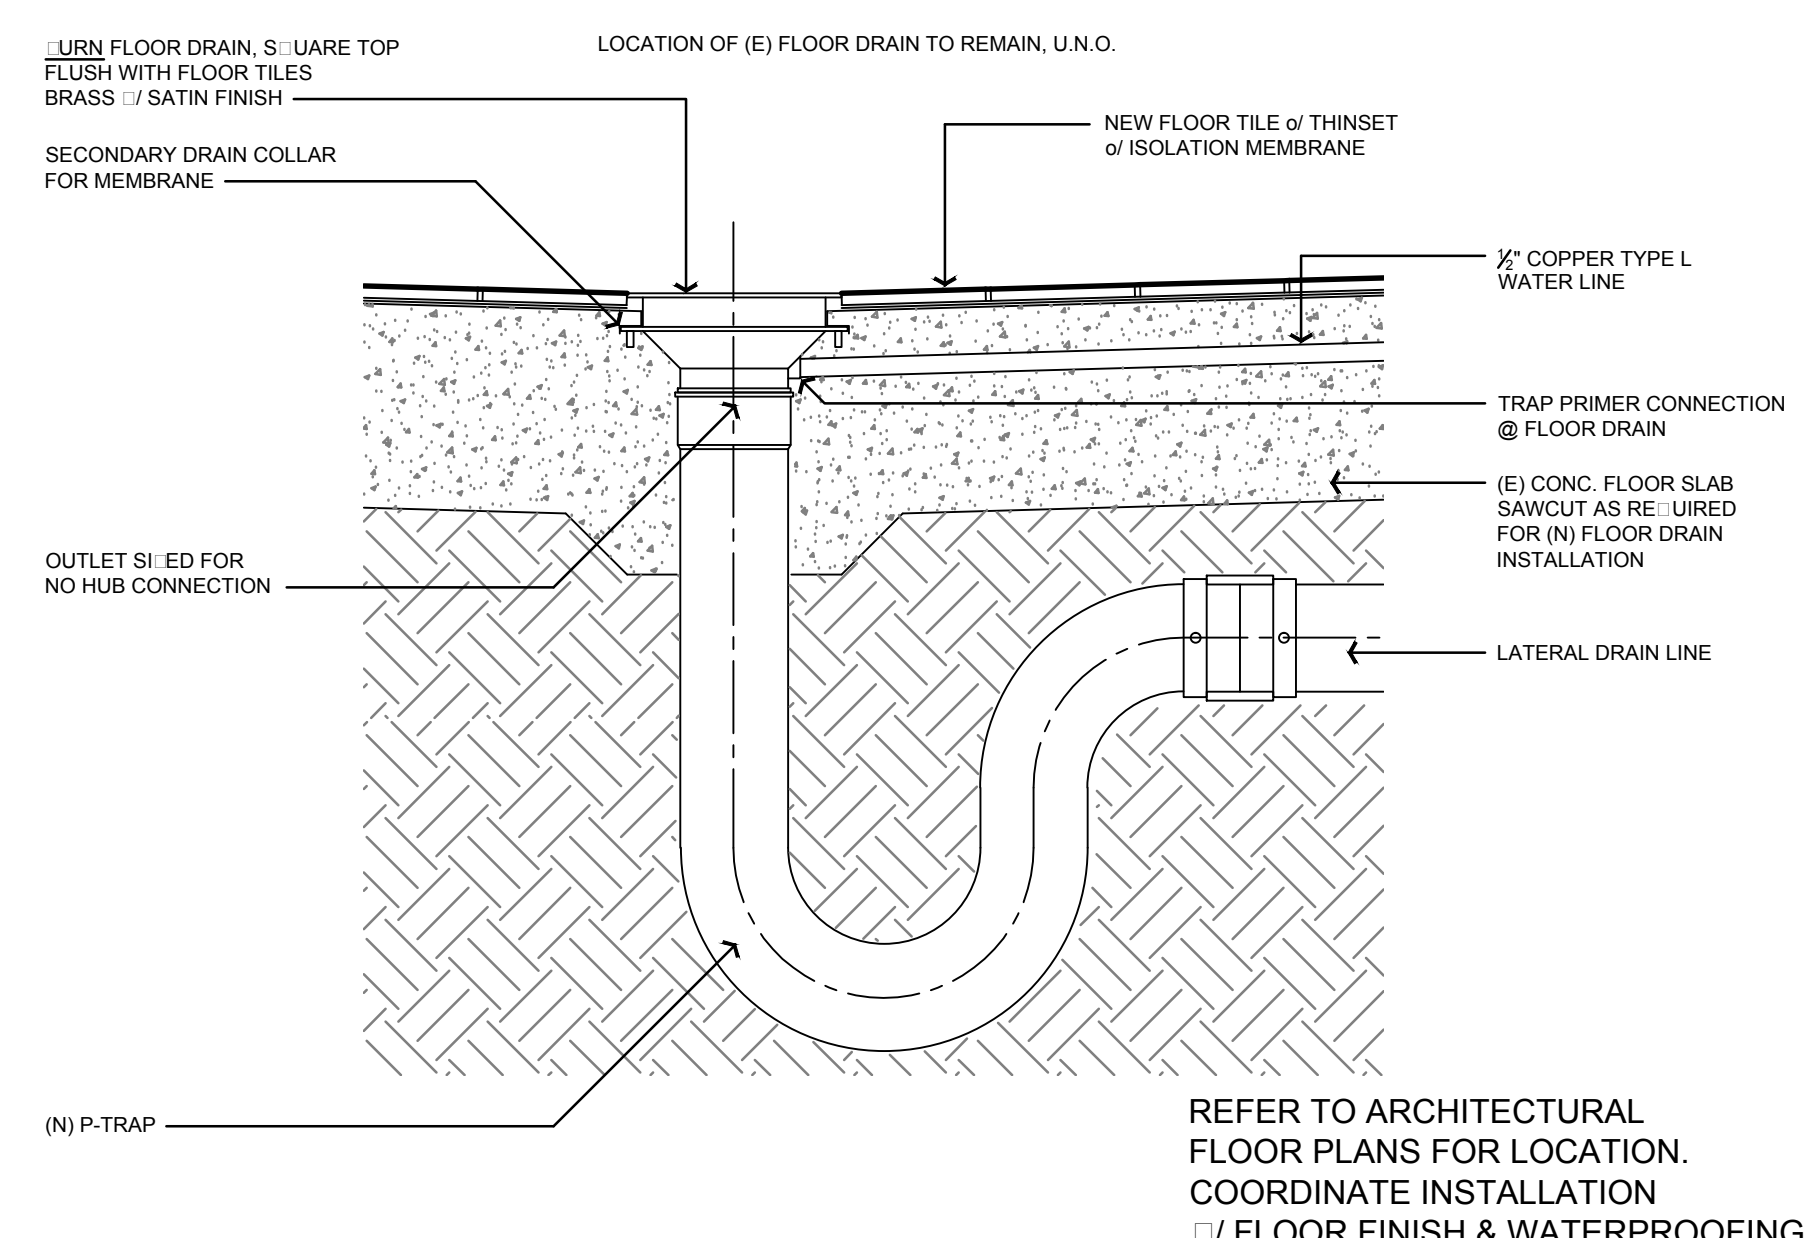 □URN FLOOR DRAIN, S□UARE TOP
FLUSH WITH FLOOR TILES
BRASS □/ SATIN FINISH
LOCATION OF (E) FLOOR DRAIN TO REMAIN, U.N.O.
NEW FLOOR TILE o/ THINSET
o/ ISOLATION MEMBRANE
SECONDARY DRAIN COLLAR
FOR MEMBRANE
½" COPPER TYPE L
WATER LINE
TRAP PRIMER CONNECTION
@ FLOOR DRAIN
(E) CONC. FLOOR SLAB
SAWCUT AS RE□UIRED
FOR (N) FLOOR DRAIN
INSTALLATION
OUTLET SI□ED FOR
NO HUB CONNECTION
LATERAL DRAIN LINE
(N) P-TRAP
REFER TO ARCHITECTURAL
FLOOR PLANS FOR LOCATION.
COORDINATE INSTALLATION
□/ FLOOR FINISH & WATERPROOFING